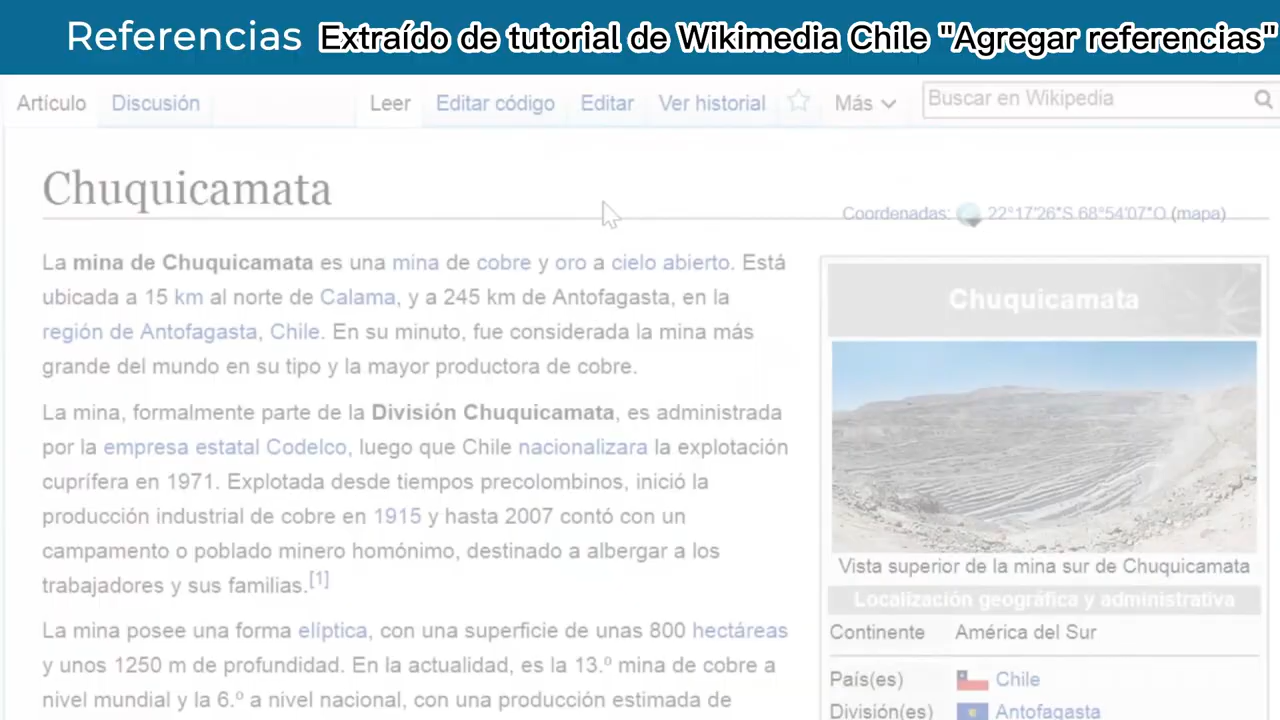 Referencias Extraído de tutorial de Wikimedia Chile "Agregar referencias"
Artículo Discusión Leer Editar código Editar Ver historial Más Buscar en Wikipedia
Chuquicamata
Coordenadas: 22°17′26″S 68°54′07″O (mapa)
La mina de Chuquicamata es una mina de cobre y oro a cielo abierto. Está
ubicada a 15 km al norte de Calama, y a 245 km de Antofagasta, en la
región de Antofagasta, Chile. En su minuto, fue considerada la mina más
grande del mundo en su tipo y la mayor productora de cobre.
La mina, formalmente parte de la División Chuquicamata, es administrada
por la empresa estatal Codelco, luego que Chile nacionalizara la explotación
cuprífera en 1971. Explotada desde tiempos precolombinos, inició la
producción industrial de cobre en 1915 y hasta 2007 contó con un
campamento o poblado minero homónimo, destinado a albergar a los
trabajadores y sus familias.[1]
La mina posee una forma elíptica, con una superficie de unas 800 hectáreas
y unos 1250 m de profundidad. En la actualidad, es la 13.º mina de cobre a
nivel mundial y la 6.º a nivel nacional, con una producción estimada de
Chuquicamata
Vista superior de la mina sur de Chuquicamata
Localización geográfica y administrativa
Continente América del Sur
País(es) Chile
División(es) Antofagasta